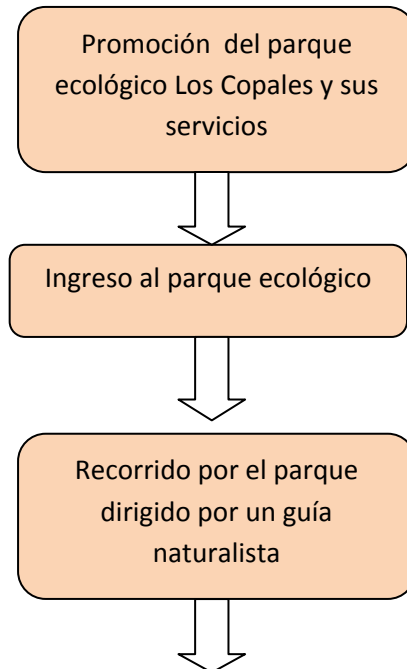 Promoción  del parque
ecológico Los Copales y sus
servicios
Ingreso al parque ecológico
Recorrido por el parque
dirigido por un guía
naturalista